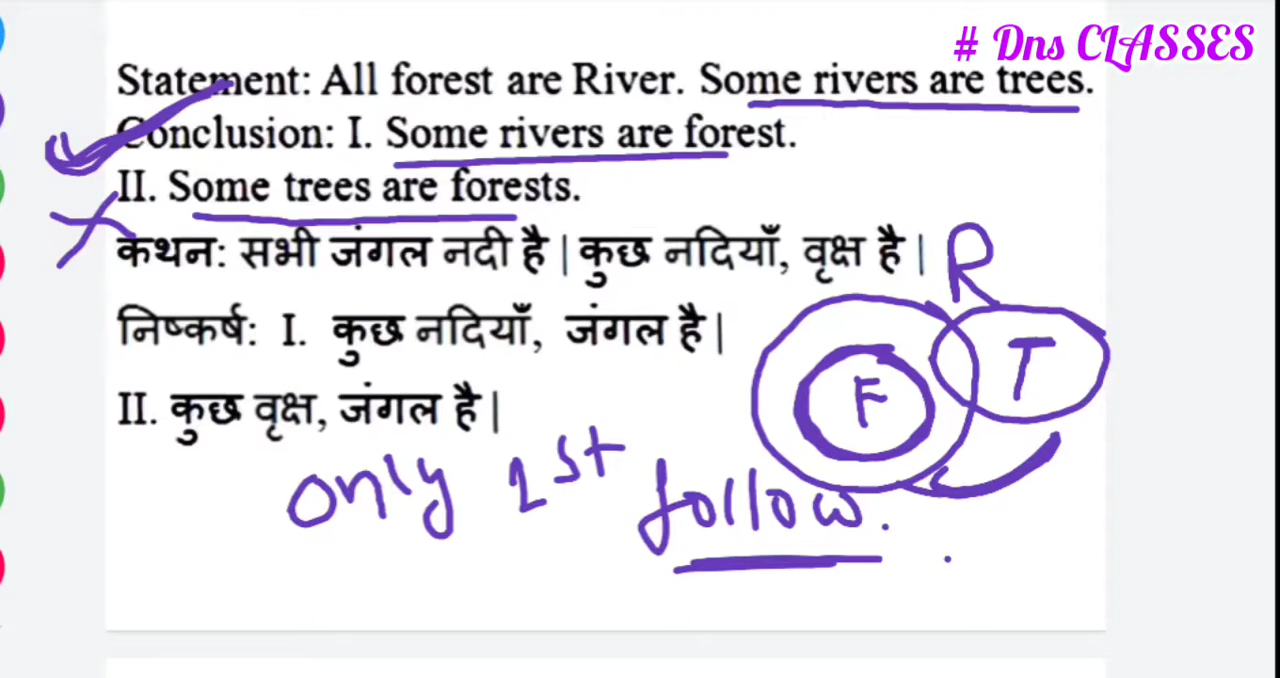 # Dns CLASSES
Statement: All forest are River. Some rivers are trees.
Conclusion: I. Some rivers are forest.
II. Some trees are forests.
कथन: सभी जंगल नदी है | कुछ नदियाँ, वृक्ष है |
R
निष्कर्ष: I. कुछ नदियाँ, जंगल है |
F T
II. कुछ वृक्ष, जंगल है |
only 1st follow.